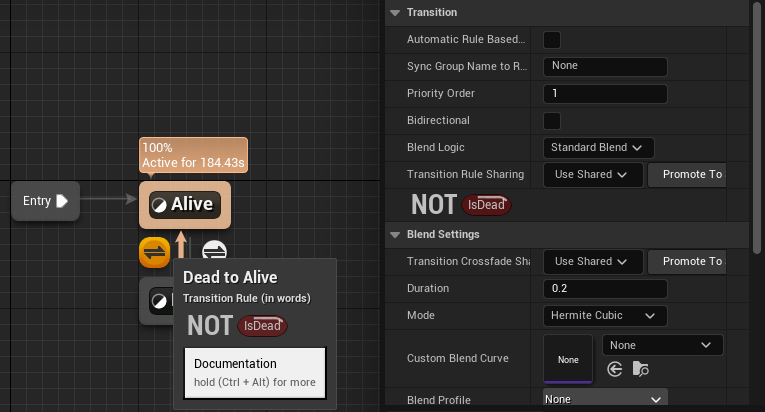 100%
Active for 184.43s
Entry
Alive
Dead to Alive
Transition Rule (in words)
NOT IsDead
Documentation
hold (Ctrl + Alt) for more
Transition
Automatic Rule Based...
Sync Group Name to R... None
Priority Order 1
Bidirectional
Blend Logic Standard Blend
Transition Rule Sharing Use Shared Promote To
NOT IsDead
Blend Settings
Transition Crossfade Sha Use Shared Promote To
Duration 0.2
Mode Hermite Cubic
Custom Blend Curve None None
Blend Profile None